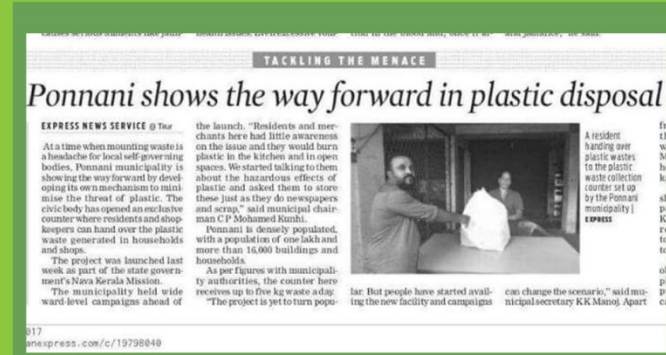 TACKLING THE MENACE
Ponnani shows the way forward in plastic disposal
EXPRESS NEWS SERVICE @ Tirur
At a time when mounting waste is
a headache for local self-governing
bodies, Ponnani municipality is
showing the way forward by devel-
oping its own mechanism to mini-
mise the threat of plastic. The
civic body has opened an exclusive
counter where residents and shop-
keepers can hand over the plastic
waste generated in households
and shops.
The project was launched last
week as part of the state govern-
ment's Nava Kerala Mission.
The municipality held wide
ward-level campaigns ahead of
the launch. "Residents and mer-
chants here had little awareness
on the issue and they would burn
plastic in the kitchen and in open
spaces. We started talking to them
about the hazardous effects of
plastic and asked them to store
these just as they do newspapers
and scrap," said municipal chair-
man C P Mohamed Kunhi.
Ponnani is densely populated,
with a population of one lakh and
more than 16,000 buildings and
households.
As per figures with municipali-
ty authorities, the counter here
receives up to five kg waste a day.
"The project is yet to turn popu-
lar. But people have started avail-
ing the new facility and campaigns
can change the scenario," said mu-
nicipal secretary KK Manoj. Apart
A resident
handing over
plastic wastes
to the plastic
waste collection
counter set up
by the Ponnani
municipality |
EXPRESS
017
anexpress.com/c/19798040